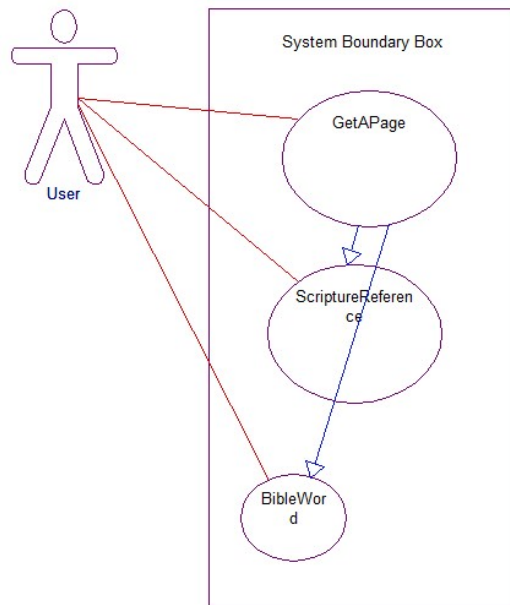 System Boundary Box
GetAPage
User
ScriptureReferen
ce
BibleWor
d